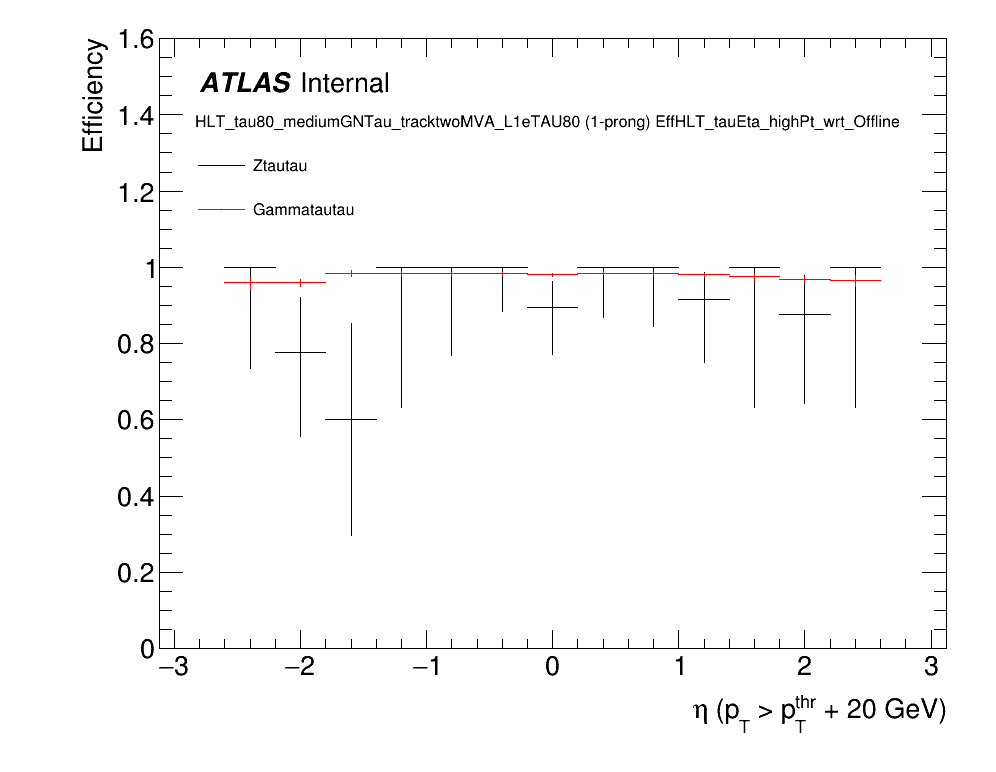 Efficiency
1.6
1.4
1.2
1
0.8
0.6
0.4
0.2
0
ATLAS Internal
HLT_tau80_mediumGNTau_tracktwoMVA_L1eTAU80 (1-prong) EffHLT_tauEta_highPt_wrt_Offline
Ztautau
Gammatautau
−3 −2 −1 0 1 2 3
η (p_T > p_T^thr + 20 GeV)